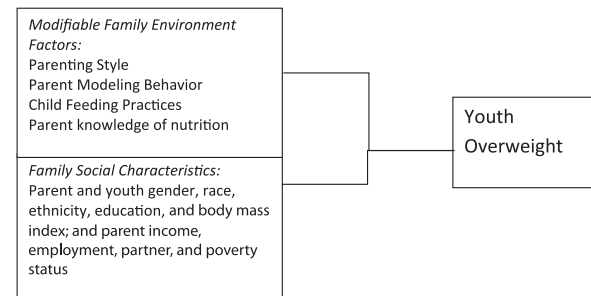 Modifiable Family Environment
Factors:
Parenting Style
Parent Modeling Behavior
Child Feeding Practices
Parent knowledge of nutrition
Family Social Characteristics:
Parent and youth gender, race,
ethnicity, education, and body mass
index; and parent income,
employment, partner, and poverty
status
Youth
Overweight